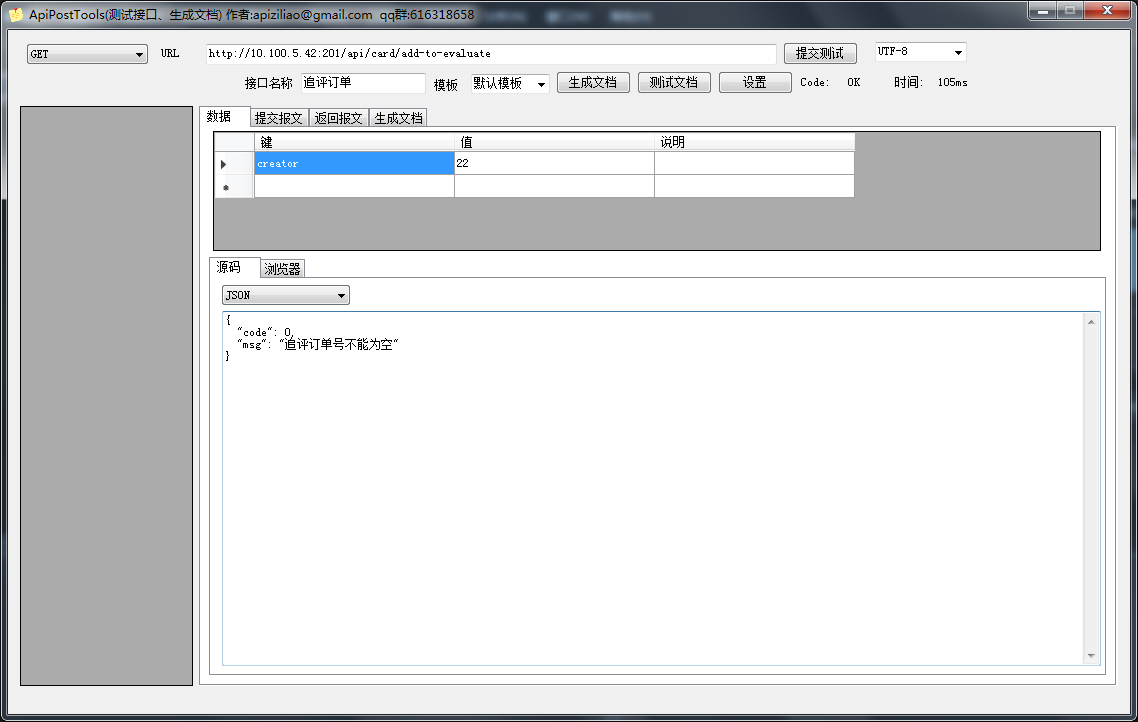 ApiPostTools(测试接口、生成文档) 作者:apiziliao@gmail.com qq群:616318658
GET URL http://10.100.5.42:201/api/card/add-to-evaluate 提交测试 UTF-8
接口名称 追评订单 模板 默认模板 生成文档 测试文档 设置 Code: OK 时间: 105ms
数据 提交报文 返回报文 生成文档
键 值 说明
creator 22
源码 浏览器
JSON
{
"code": 0,
"msg": "追评订单号不能为空"
}